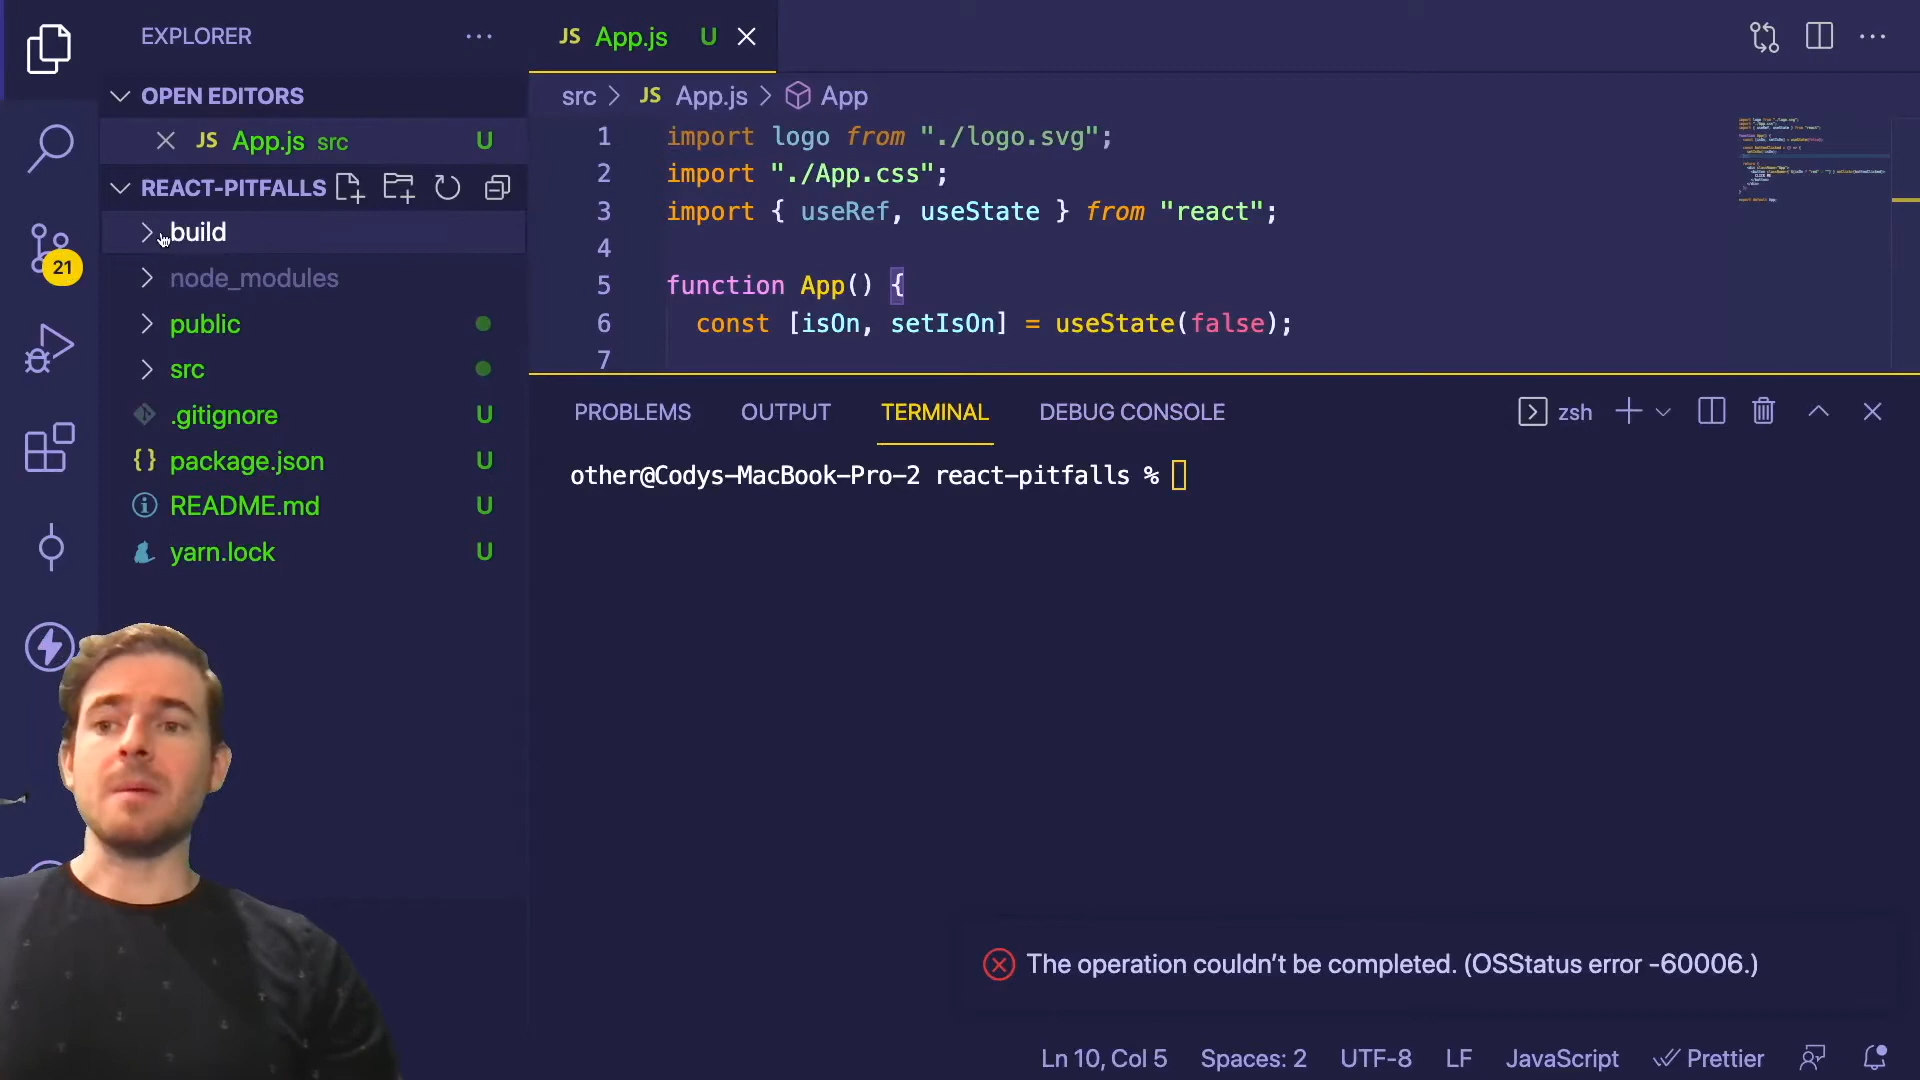 EXPLORER
OPEN EDITORS
JS App.js src U
REACT-PITFALLS
build
node_modules
public
src
.gitignore U
{} package.json U
README.md U
yarn.lock U
21
JS App.js U
src > JS App.js > App
1 import logo from "./logo.svg";
2 import "./App.css";
3 import { useRef, useState } from "react";
4
5 function App() {
6 const [isOn, setIsOn] = useState(false);
7
PROBLEMS OUTPUT TERMINAL DEBUG CONSOLE zsh
other@Codys-MacBook-Pro-2 react-pitfalls %
The operation couldn’t be completed. (OSStatus error -60006.)
Ln 10, Col 5 Spaces: 2 UTF-8 LF JavaScript Prettier